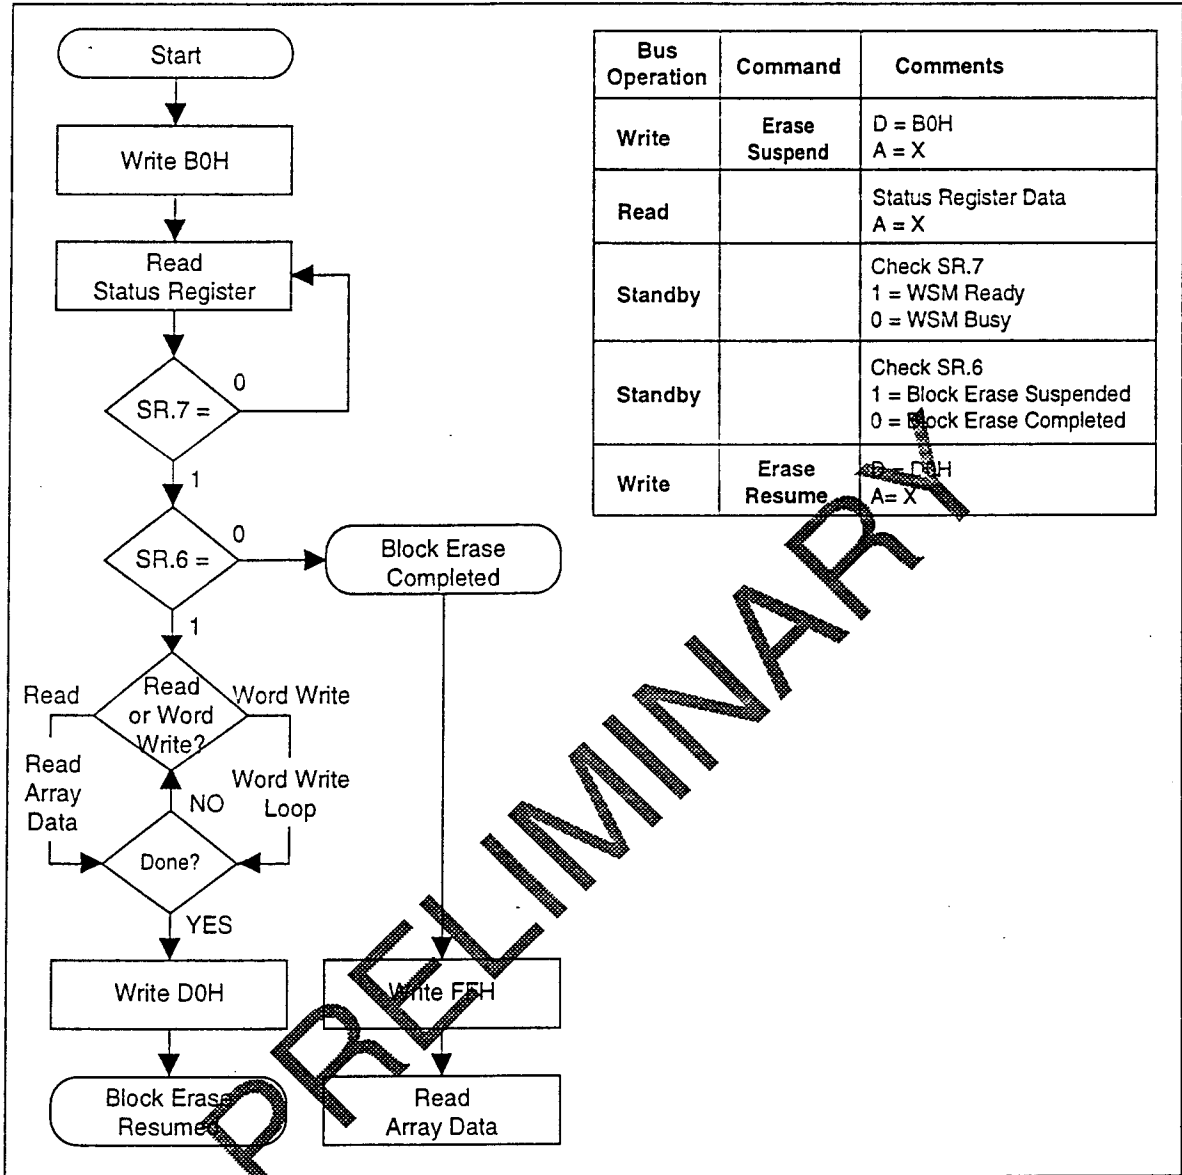 Start
Write B0H
Read
Status Register
0
SR.7 =
1
0
SR.6 =
Block Erase
Completed
1
Read
Read
or Word
Write?
Word Write
Read
Array
Data
NO
Word Write
Loop
Done?
YES
Write D0H
Write FFH
Block Erase
Resumed
Read
Array Data
Bus
Operation
Command
Comments
Write
Erase
Suspend
D = B0H
A = X
Read
Status Register Data
A = X
Standby
Check SR.7
1 = WSM Ready
0 = WSM Busy
Standby
Check SR.6
1 = Block Erase Suspended
0 = Block Erase Completed
Write
Erase
Resume
D = D0H
A= X
PRELIMINARY